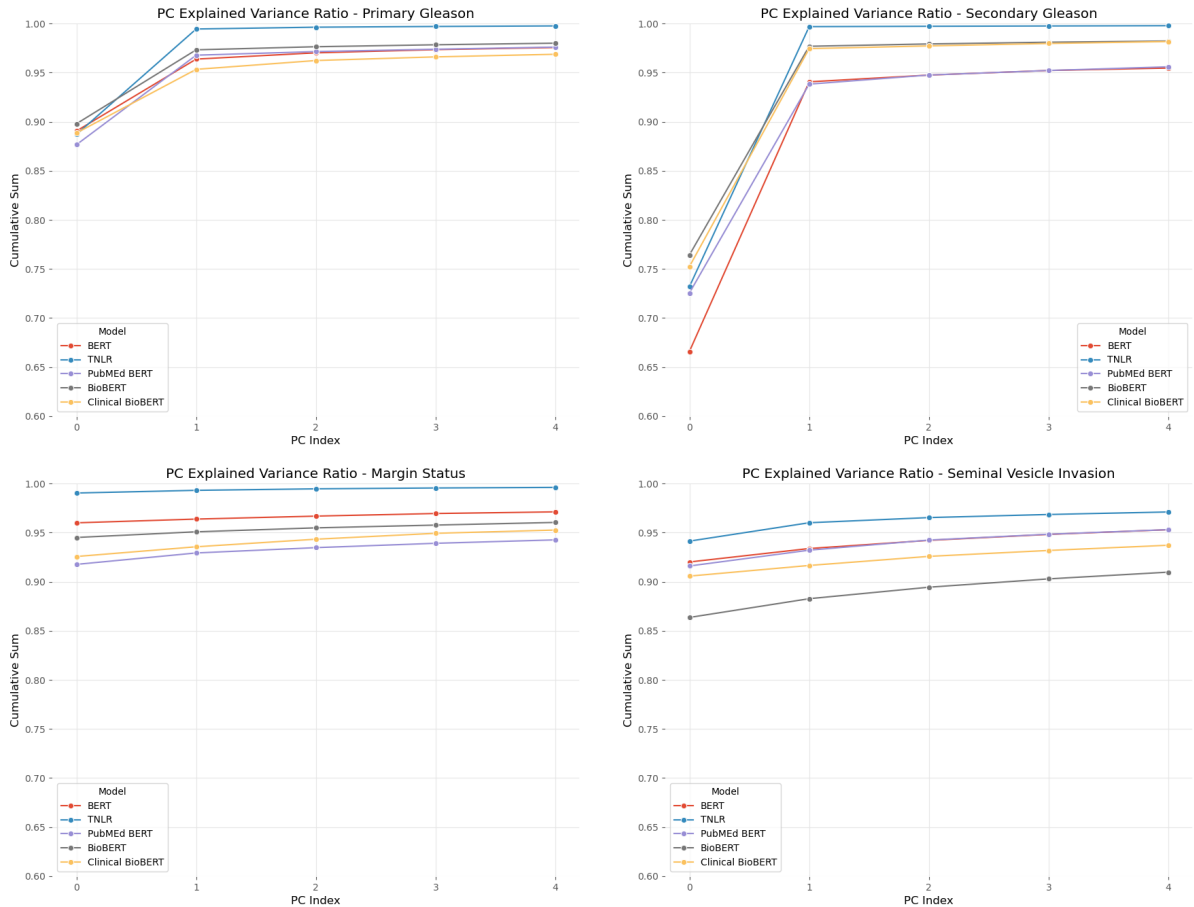 PC Explained Variance Ratio - Primary Gleason
1.00
0.95
0.90
0.85
0.80
0.75
0.70
0.65
0.60
Cumulative Sum
Model
BERT
TNLR
PubMEd BERT
BioBERT
Clinical BioBERT
0 1 2 3 4
PC Index
PC Explained Variance Ratio - Secondary Gleason
1.00
0.95
0.90
0.85
0.80
0.75
0.70
0.65
0.60
Cumulative Sum
Model
BERT
TNLR
PubMEd BERT
BioBERT
Clinical BioBERT
0 1 2 3 4
PC Index
PC Explained Variance Ratio - Margin Status
1.00
0.95
0.90
0.85
0.80
0.75
0.70
0.65
0.60
Cumulative Sum
Model
BERT
TNLR
PubMEd BERT
BioBERT
Clinical BioBERT
0 1 2 3 4
PC Index
PC Explained Variance Ratio - Seminal Vesicle Invasion
1.00
0.95
0.90
0.85
0.80
0.75
0.70
0.65
0.60
Cumulative Sum
Model
BERT
TNLR
PubMEd BERT
BioBERT
Clinical BioBERT
0 1 2 3 4
PC Index